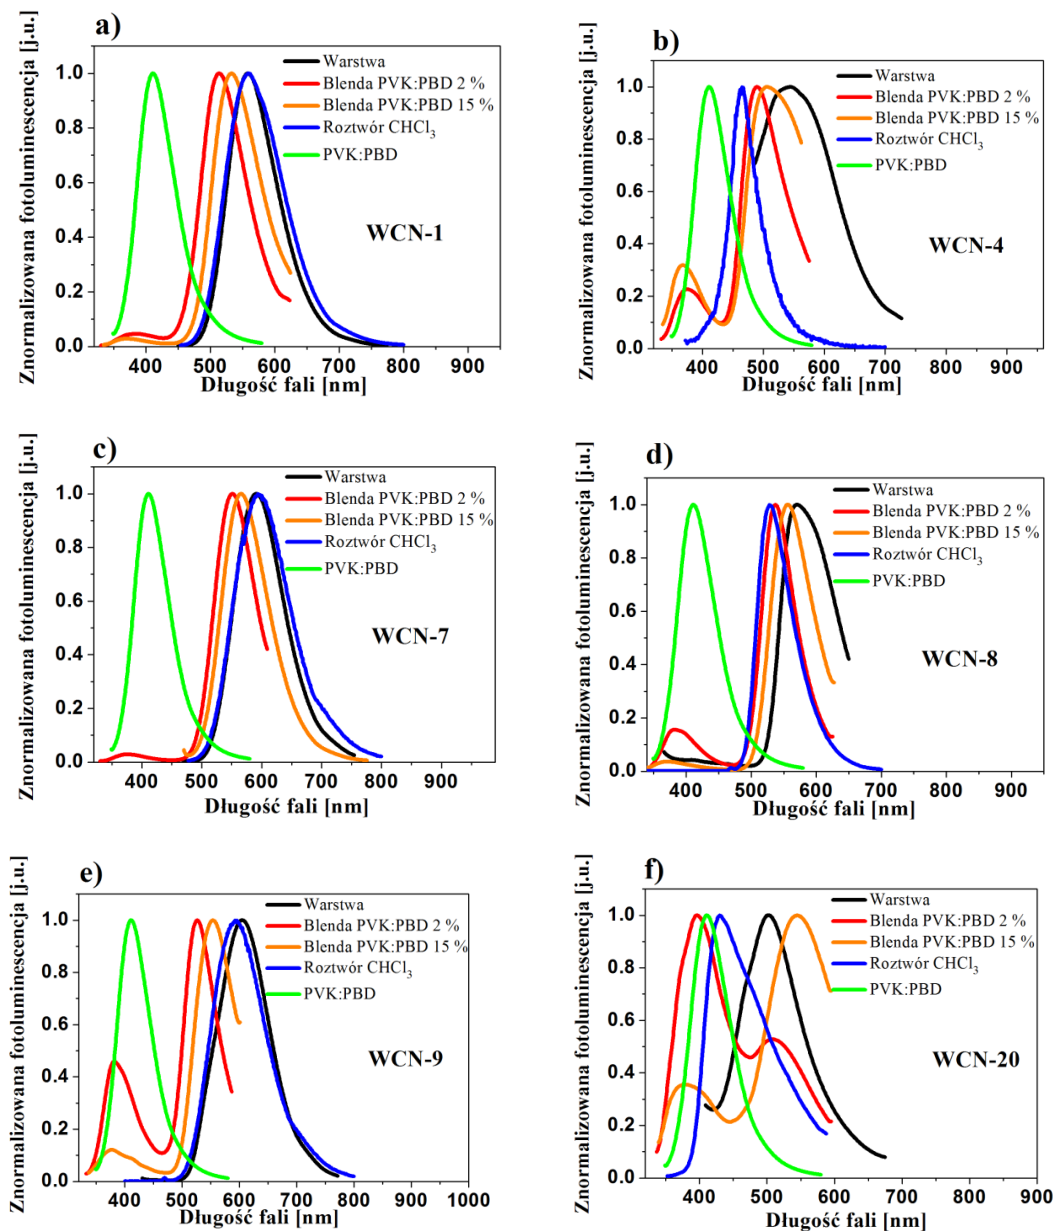 a)
Znormalizowana fotoluminescencja [j.u.]
1.0
0.8
0.6
0.4
0.2
0.0
Warstwa
Blenda PVK:PBD 2 %
Blenda PVK:PBD 15 %
Roztwór CHCl3
PVK:PBD
WCN-1
400 500 600 700 800 900
Długość fali [nm]
b)
Znormalizowana fotoluminescencja [j.u.]
1.0
0.8
0.6
0.4
0.2
0.0
Warstwa
Blenda PVK:PBD 2 %
Blenda PVK:PBD 15 %
Roztwór CHCl3
PVK:PBD
WCN-4
400 500 600 700 800 900
Długość fali [nm]
c)
Znormalizowana fotoluminescencja [j.u.]
1.0
0.8
0.6
0.4
0.2
0.0
Warstwa
Blenda PVK:PBD 2 %
Blenda PVK:PBD 15 %
Roztwór CHCl3
PVK:PBD
WCN-7
400 500 600 700 800 900
Długość fali [nm]
d)
Znormalizowana fotoluminescencja [j.u.]
1.0
0.8
0.6
0.4
0.2
0.0
Warstwa
Blenda PVK:PBD 2 %
Blenda PVK:PBD 15 %
Roztwór CHCl3
PVK:PBD
WCN-8
400 500 600 700 800 900
Długość fali [nm]
e)
Znormalizowana fotoluminescencja [j.u.]
1.0
0.8
0.6
0.4
0.2
0.0
Warstwa
Blenda PVK:PBD 2 %
Blenda PVK:PBD 15 %
Roztwór CHCl3
PVK:PBD
WCN-9
300 400 500 600 700 800 900 1000
Długość fali [nm]
f)
Znormalizowana fotoluminescencja [j.u.]
1.0
0.8
0.6
0.4
0.2
0.0
Warstwa
Blenda PVK:PBD 2 %
Blenda PVK:PBD 15 %
Roztwór CHCl3
PVK:PBD
WCN-20
300 400 500 600 700 800 900
Długość fali [nm]